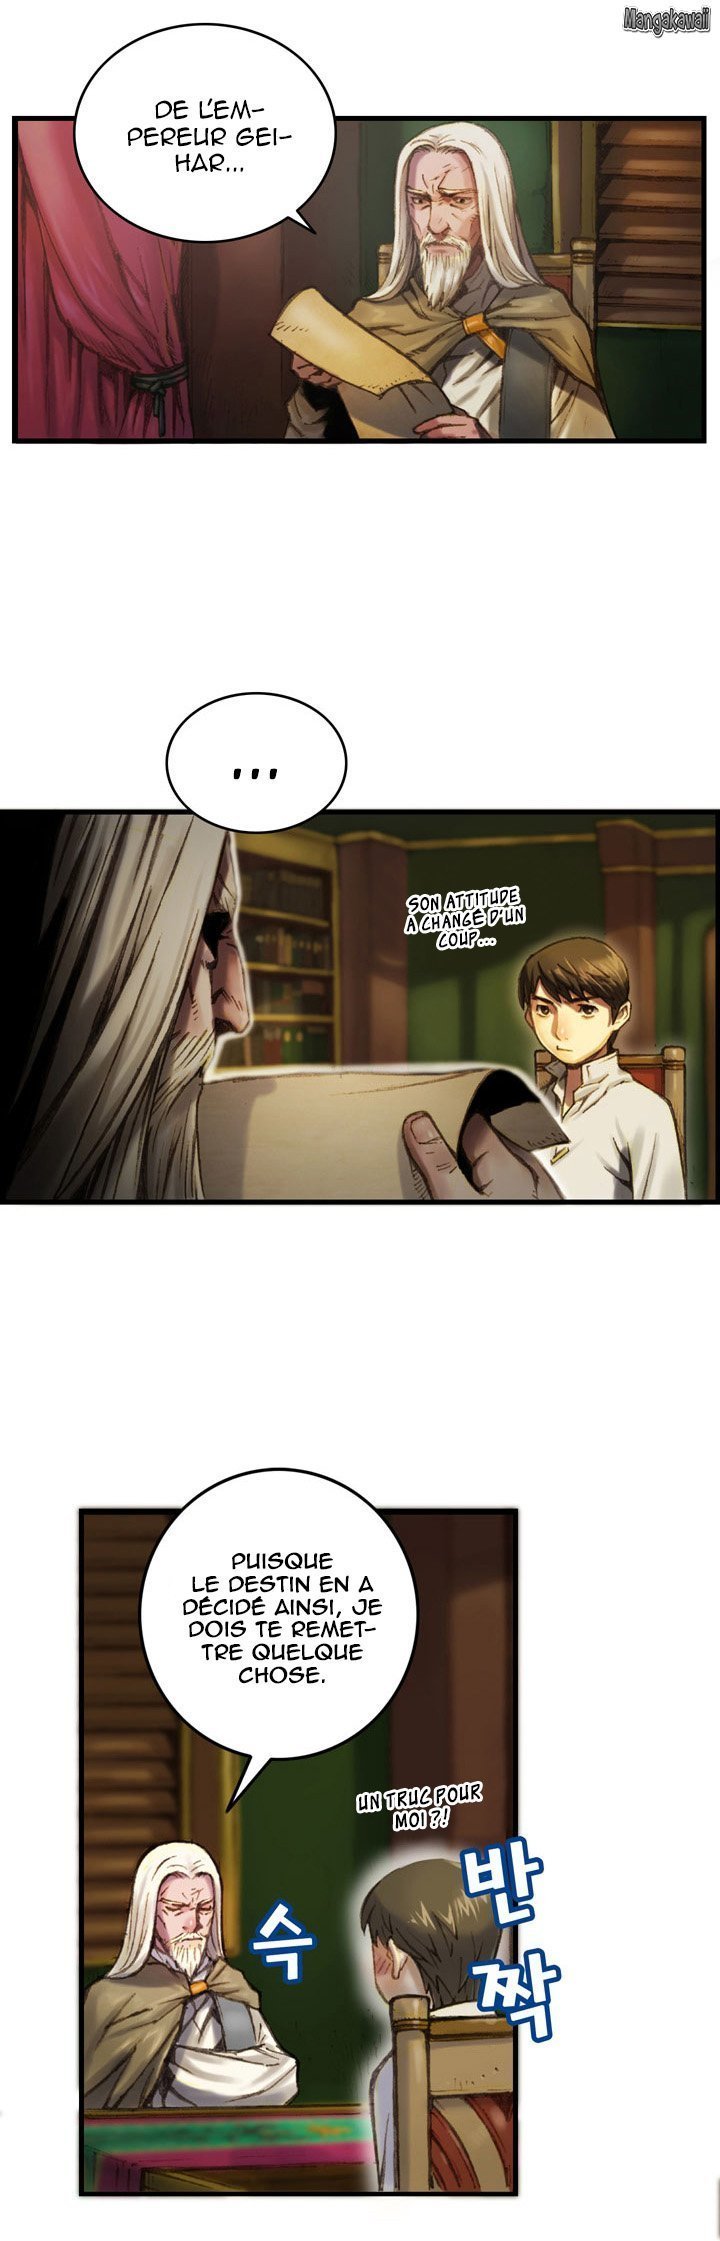 Mangakawaii
DE L'EM-
PEREUR GEI-
HAR...
...
SON ATTITUDE
A CHANGÉ D'UN
COUP...
PUISQUE
LE DESTIN EN A
DÉCIDÉ AINSI, JE
DOIS TE REMET-
TRE QUELQUE
CHOSE.
UN TRUC POUR
MOI ?!
수
반
짝